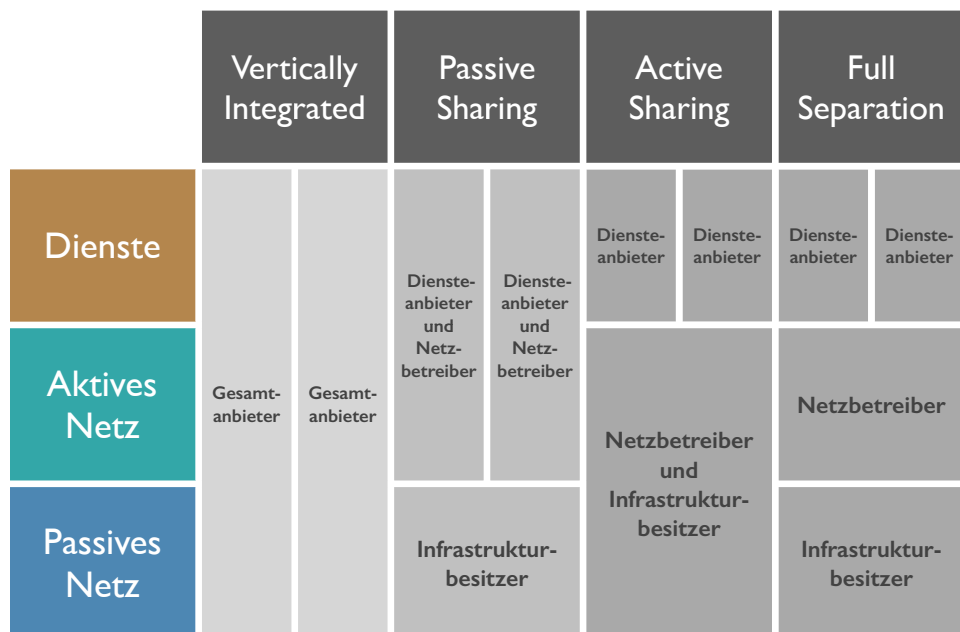 Vertically
Integrated
Passive
Sharing
Active
Sharing
Full
Separation
Dienste
Aktives
Netz
Passives
Netz
Gesamt-
anbieter
Gesamt-
anbieter
Dienste-
anbieter
und
Netz-
betreiber
Dienste-
anbieter
und
Netz-
betreiber
Infrastruktur-
besitzer
Dienste-
anbieter
Dienste-
anbieter
Netzbetreiber
und
Infrastruktur-
besitzer
Dienste-
anbieter
Dienste-
anbieter
Netzbetreiber
Infrastruktur-
besitzer